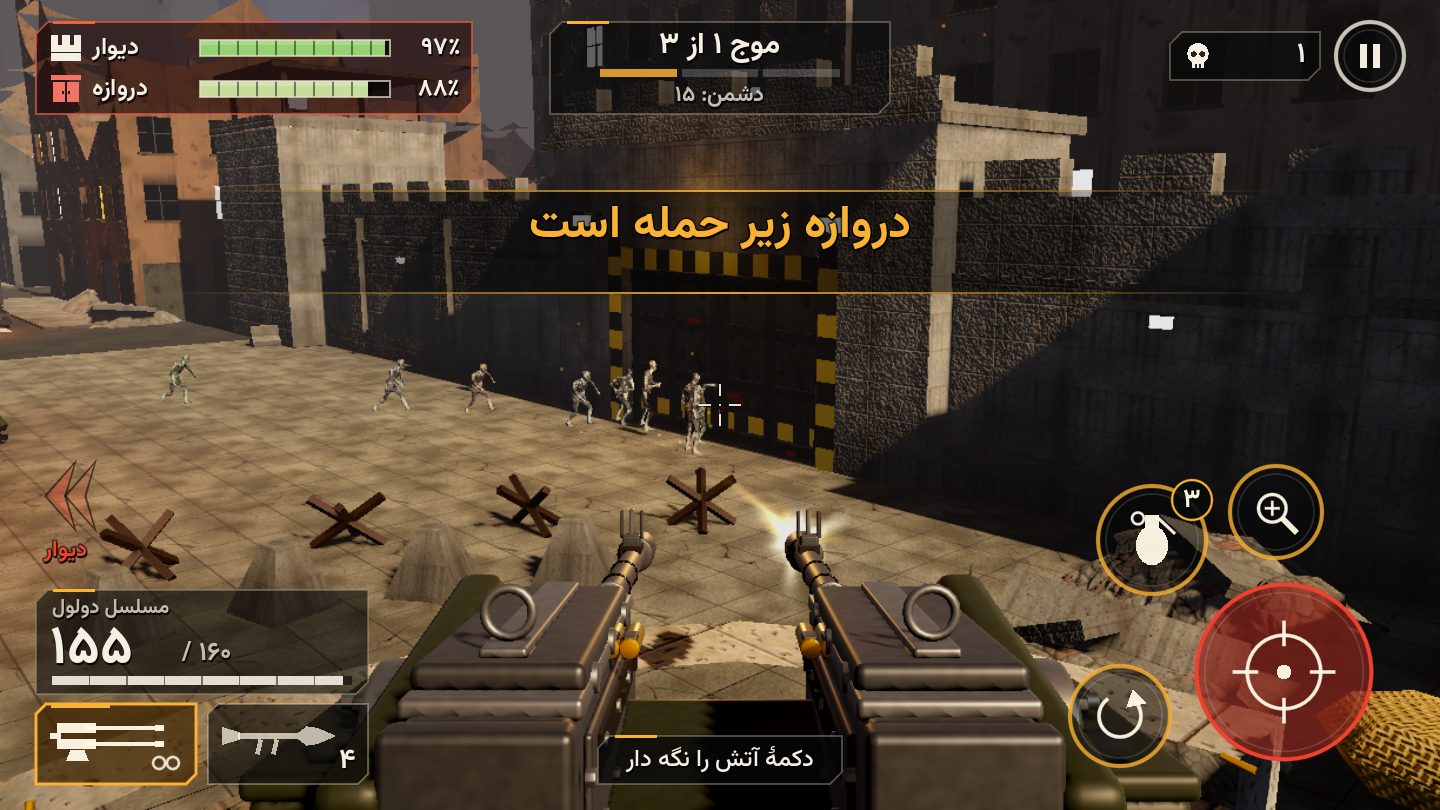 دیوار ۹۷٪
دروازه ۸۸٪
موج ۱ از ۳
دشمن: ۱۵
۱
دروازه زیر حمله است
دیوار
۳
مسلسل دولول
۱۵۵ / ۱۶۰
∞
۴
دکمهٔ آتش را نگه دار